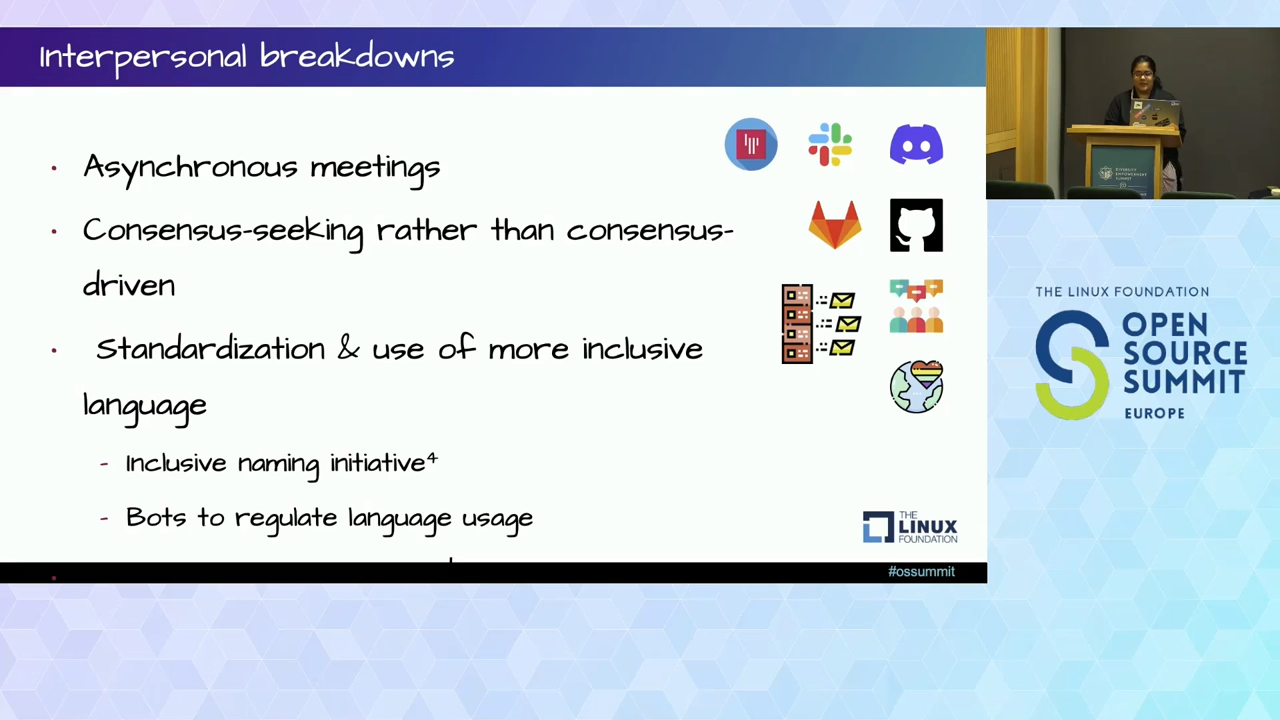 Interpersonal breakdowns
Asynchronous meetings
Consensus-seeking rather than consensus-
driven
Standardization & use of more inclusive
language
- Inclusive naming initiative⁴
- Bots to regulate language usage
THE
LINUX
FOUNDATION
#ossummit
THE LINUX FOUNDATION
OPEN
SOURCE
SUMMIT
EUROPE